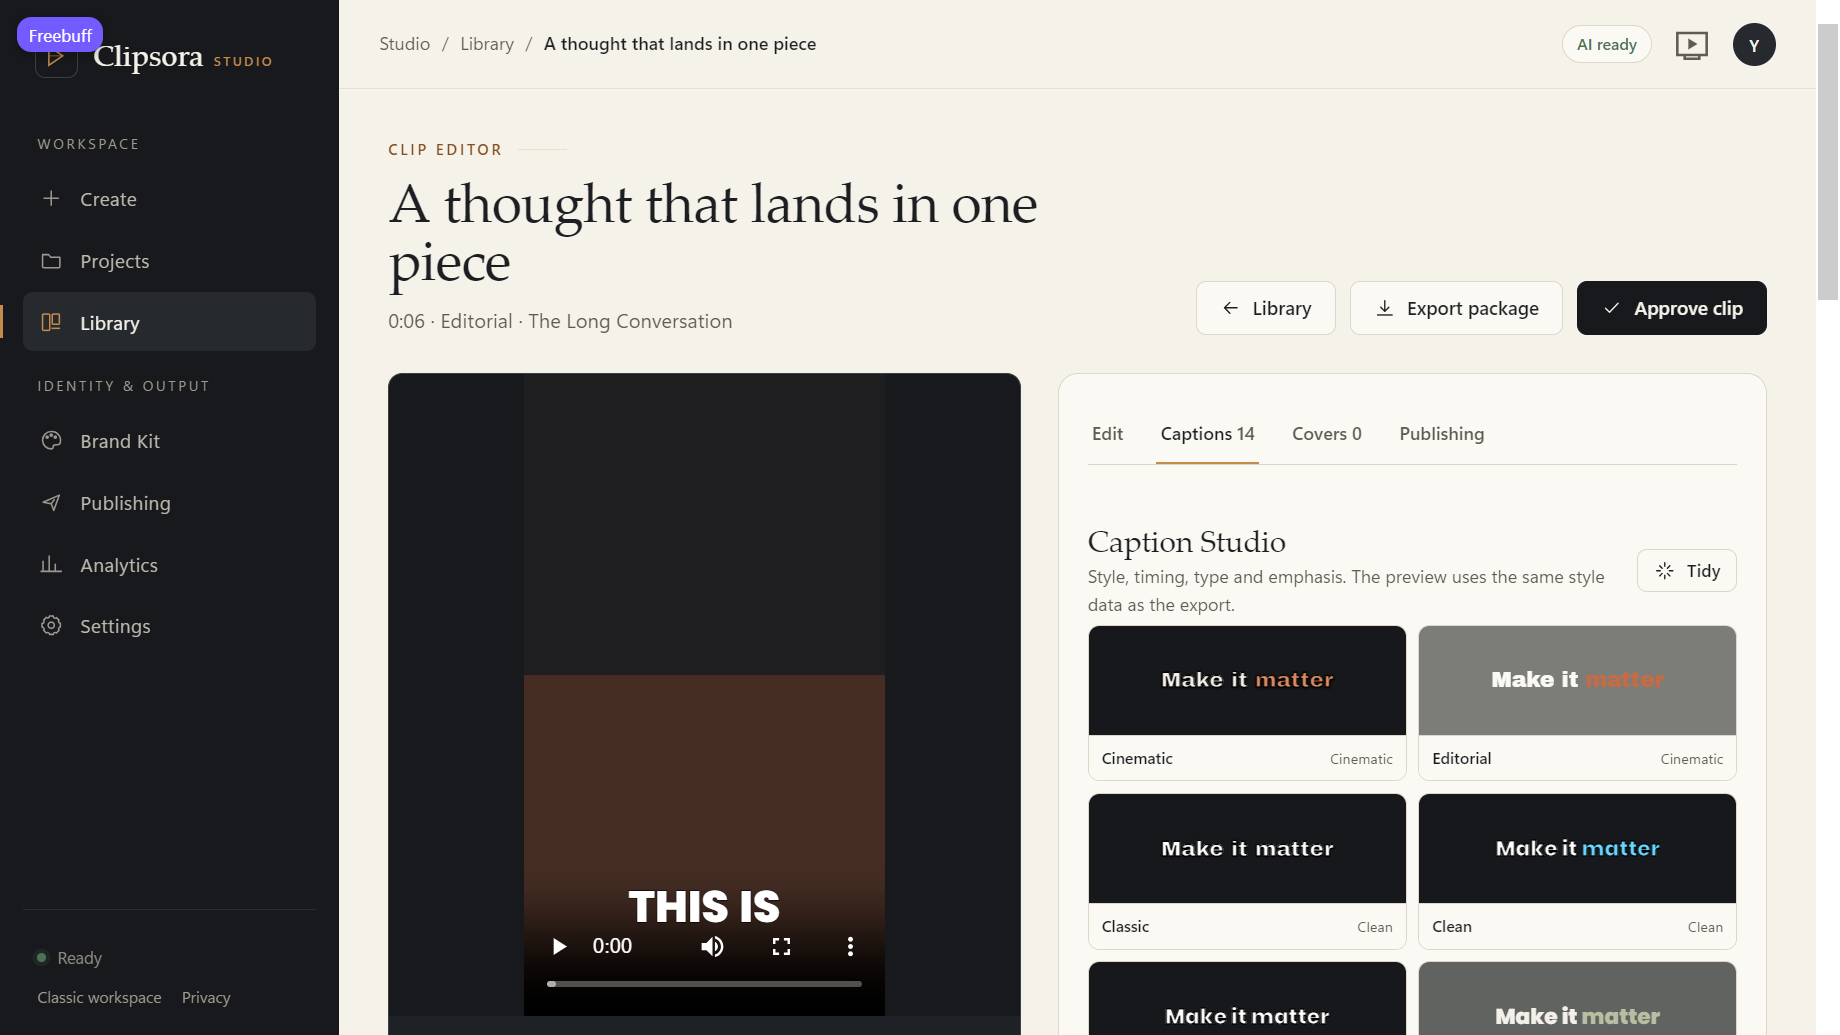 Freebuff
Clipsora STUDIO
WORKSPACE
Create
Projects
Library
IDENTITY & OUTPUT
Brand Kit
Publishing
Analytics
Settings
Ready
Classic workspace Privacy
Studio / Library / A thought that lands in one piece
AI ready
Y
CLIP EDITOR
A thought that lands in one
piece
0:06 · Editorial · The Long Conversation
Library
Export package
Approve clip
THIS IS
0:00
Edit
Captions 14
Covers 0
Publishing
Caption Studio
Style, timing, type and emphasis. The preview uses the same style
data as the export.
Tidy
Make it matter
Cinematic Cinematic
Make it matter
Editorial Cinematic
Make it matter
Classic Clean
Make it matter
Clean Clean
Make it matter
Make it matter